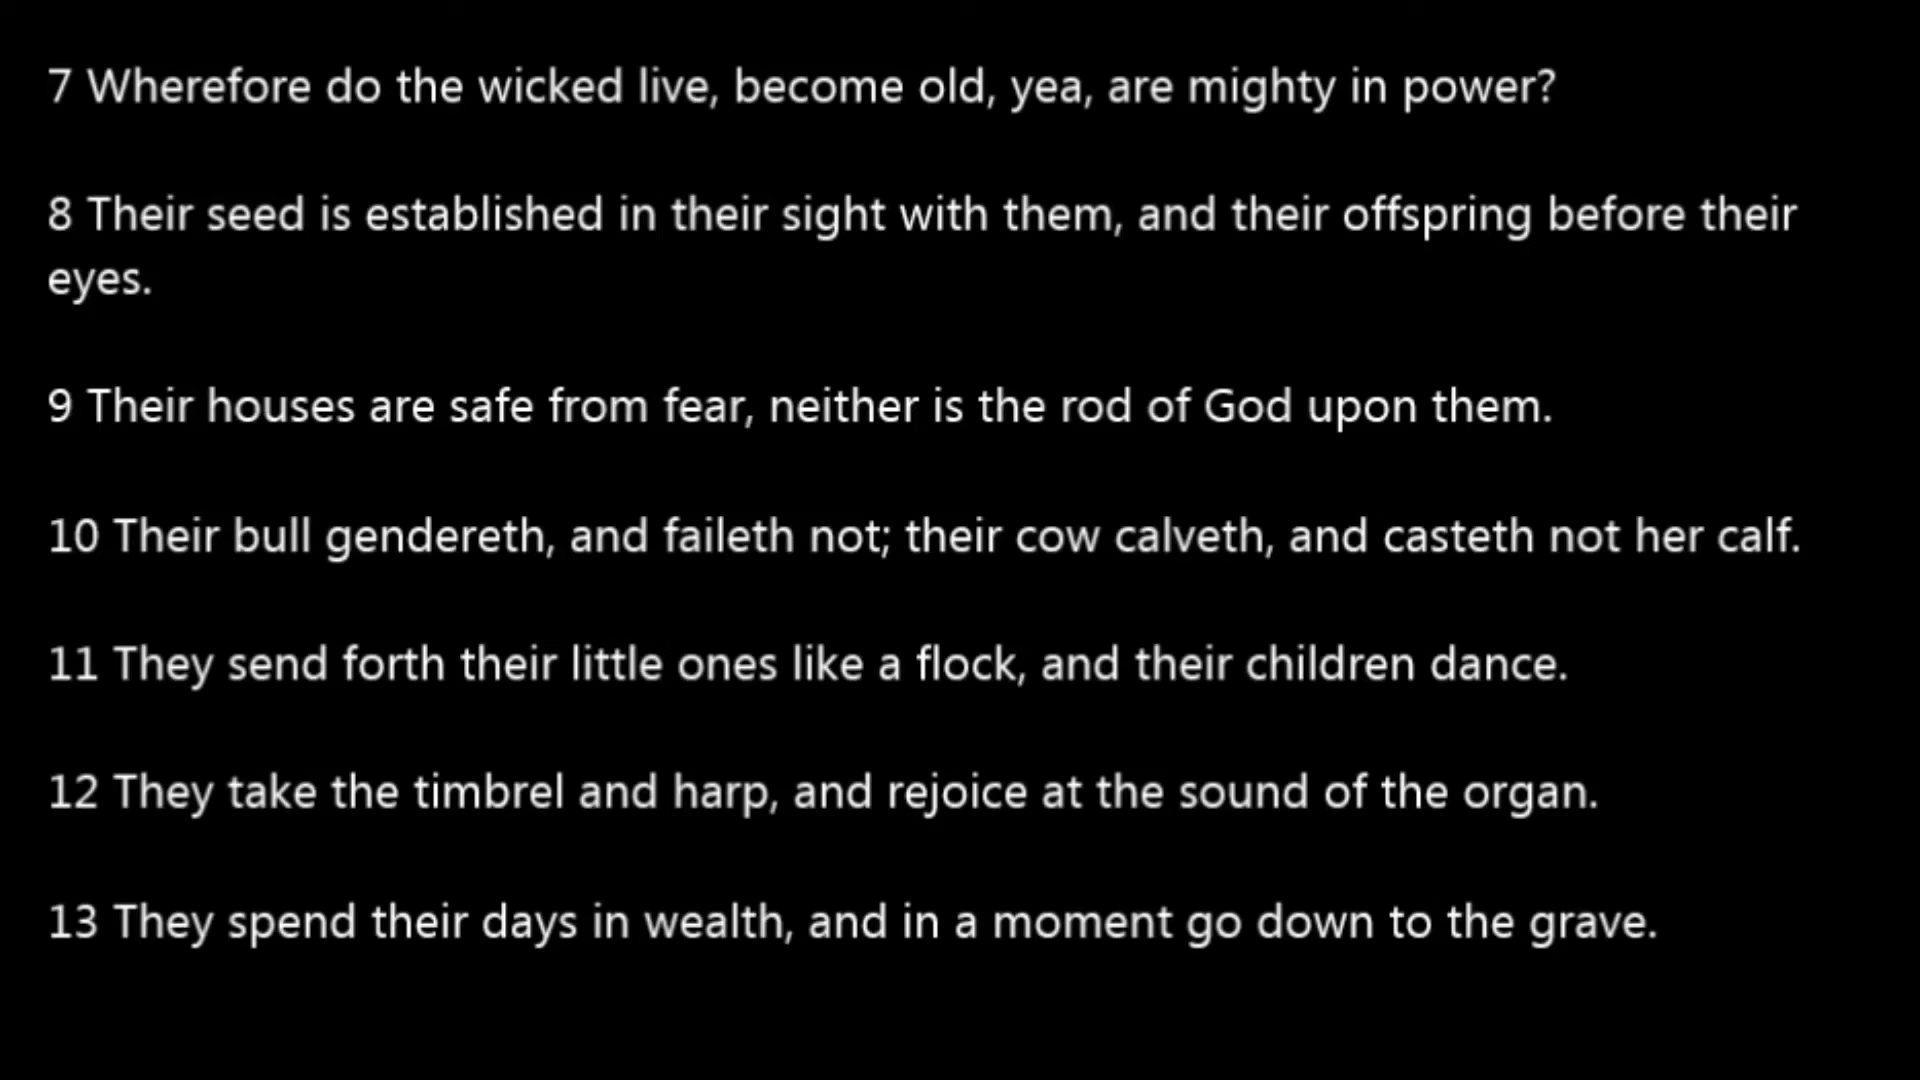 7 Wherefore do the wicked live, become old, yea, are mighty in power?
8 Their seed is established in their sight with them, and their offspring before their
eyes.
9 Their houses are safe from fear, neither is the rod of God upon them.
10 Their bull gendereth, and faileth not; their cow calveth, and casteth not her calf.
11 They send forth their little ones like a flock, and their children dance.
12 They take the timbrel and harp, and rejoice at the sound of the organ.
13 They spend their days in wealth, and in a moment go down to the grave.